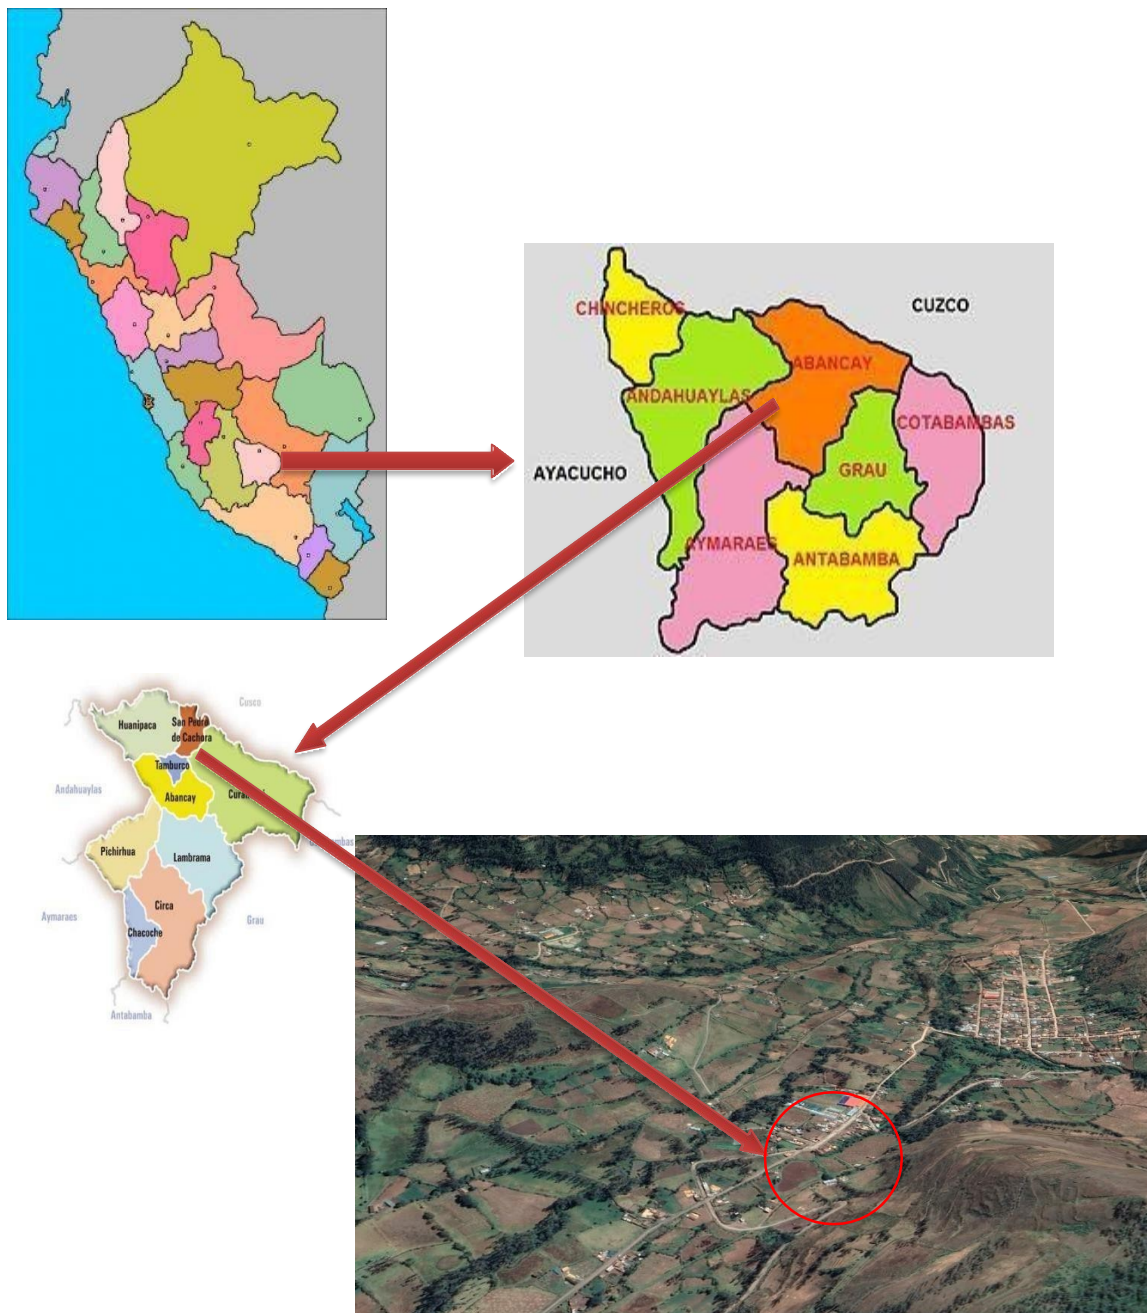 CHINCHEROS
CUZCO
ABANCAY
ANDAHUAYLAS
COTABAMBAS
AYACUCHO
GRAU
AYMARAES
ANTABAMBA
Cusco
Huanipaca
San Pedro
de Cachora
Tamburco
Andahuaylas
Abancay
Pichirhua
Lambrama
Circa
Aymaraes
Grau
Chacoche
Antabamba